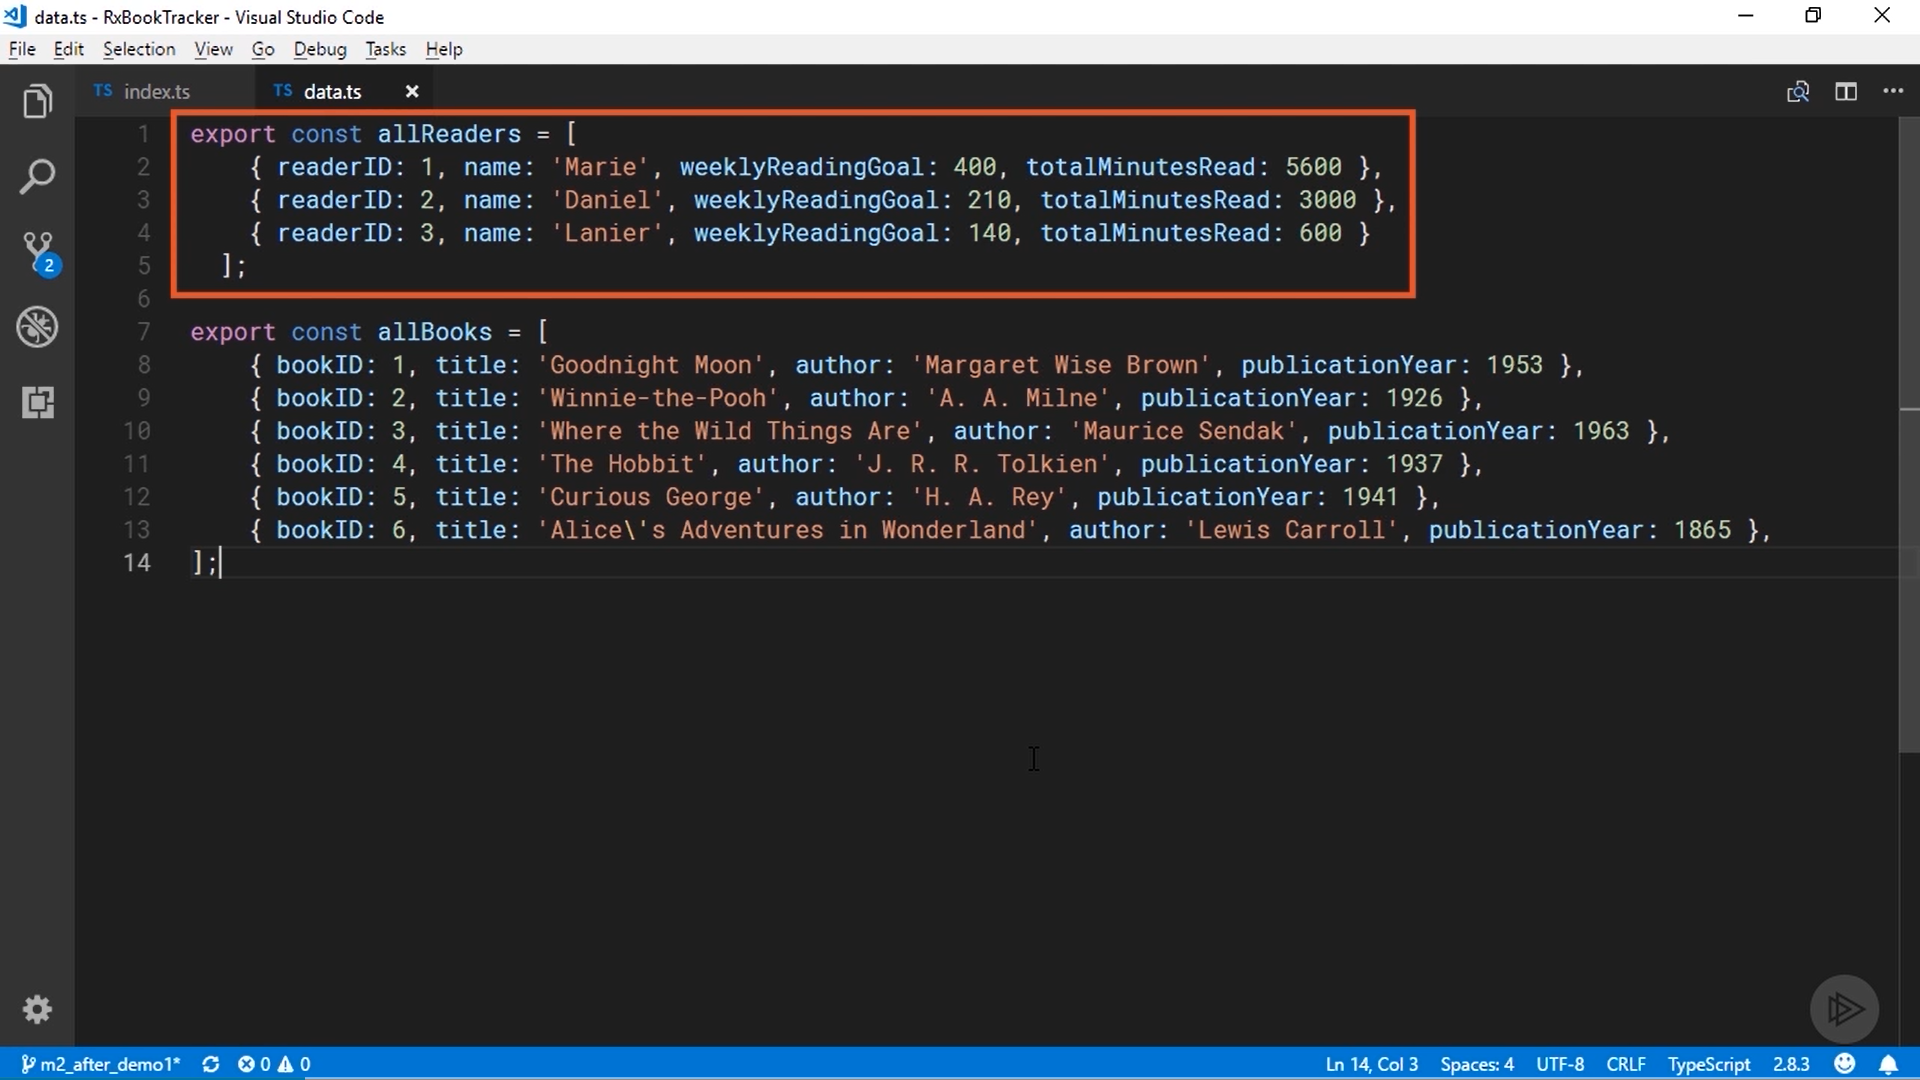 data.ts - RxBookTracker - Visual Studio Code
File Edit Selection View Go Debug Tasks Help
TS index.ts TS data.ts
1 export const allReaders = [
2 { readerID: 1, name: 'Marie', weeklyReadingGoal: 400, totalMinutesRead: 5600 },
3 { readerID: 2, name: 'Daniel', weeklyReadingGoal: 210, totalMinutesRead: 3000 },
4 { readerID: 3, name: 'Lanier', weeklyReadingGoal: 140, totalMinutesRead: 600 }
5 ];
6
7 export const allBooks = [
8 { bookID: 1, title: 'Goodnight Moon', author: 'Margaret Wise Brown', publicationYear: 1953 },
9 { bookID: 2, title: 'Winnie-the-Pooh', author: 'A. A. Milne', publicationYear: 1926 },
10 { bookID: 3, title: 'Where the Wild Things Are', author: 'Maurice Sendak', publicationYear: 1963 },
11 { bookID: 4, title: 'The Hobbit', author: 'J. R. R. Tolkien', publicationYear: 1937 },
12 { bookID: 5, title: 'Curious George', author: 'H. A. Rey', publicationYear: 1941 },
13 { bookID: 6, title: 'Alice\'s Adventures in Wonderland', author: 'Lewis Carroll', publicationYear: 1865 },
14 ];
2
m2_after_demo1* 0 0 Ln 14, Col 3 Spaces: 4 UTF-8 CRLF TypeScript 2.8.3